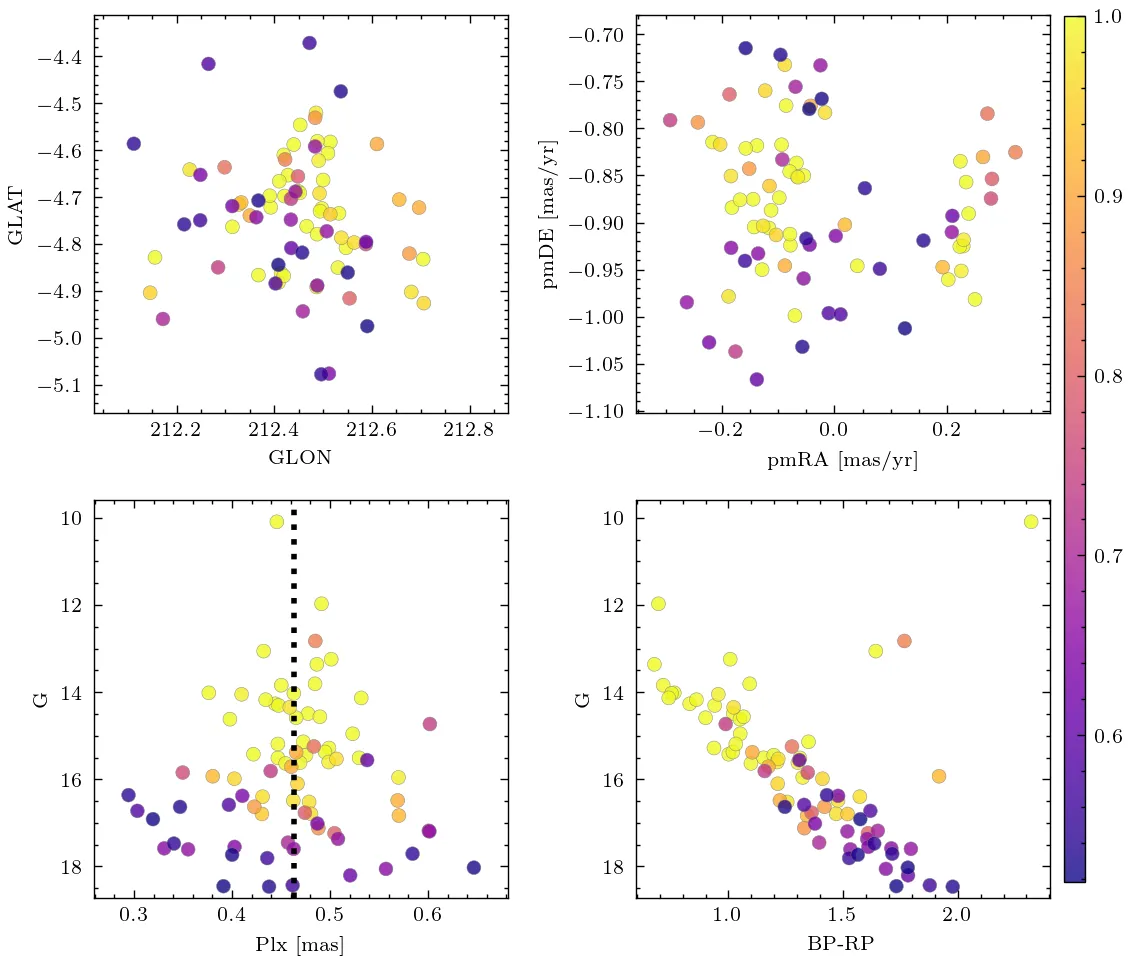 −4.4
−4.5
−4.6
−4.7
−4.8
−4.9
−5.0
−5.1
GLAT
212.2 212.4 212.6 212.8
GLON
−0.70
−0.75
−0.80
−0.85
−0.90
−0.95
−1.00
−1.05
−1.10
pmDE [mas/yr]
−0.2 0.0 0.2
pmRA [mas/yr]
1.0
0.9
0.8
0.7
0.6
10
12
14
16
18
G
0.3 0.4 0.5 0.6
Plx [mas]
10
12
14
16
18
G
1.0 1.5 2.0
BP-RP